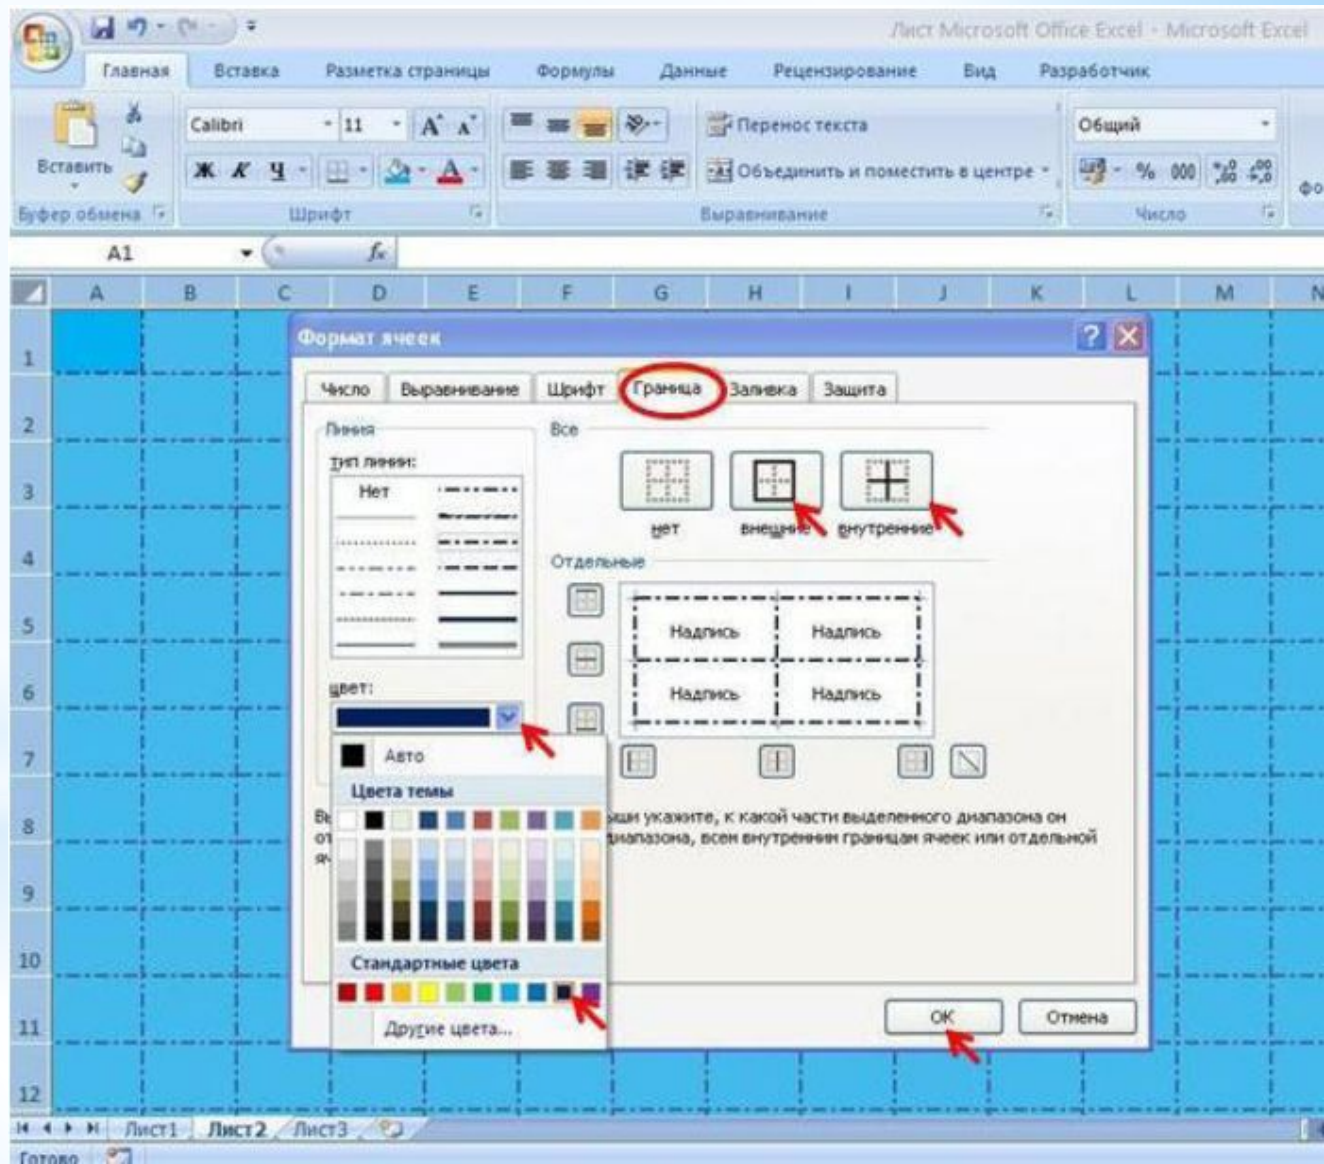 Лист Microsoft Office Excel - Microsoft Excel
Главная Вставка Разметка страницы Формулы Данные Рецензирование Вид Разработчик
Calibri 11 А А Перенос текста Общий
Вставить Ж К Ч А Объединить и поместить в центре % 000 ,0 ,00 ,00 ,0
Буфер обмена Шрифт Выравнивание Число
A1 fx
A B C D E F G H I J K L M N
Формат ячеек
1
Число Выравнивание Шрифт Граница Заливка Защита
2
Линия Все
тип линии:
3
Нет
нет внешние внутренние
4
Отдельные
5
Надпись Надпись
6
цвет:
Надпись Надпись
7
Авто
Цвета темы
8
ши укажите, к какой части выделенного диапазона он
диапазона, всем внутренним границам ячеек или отдельной
9
10
Стандартные цвета
11
Другие цвета...
ОК Отмена
12
Лист1 Лист2 Лист3
Готово